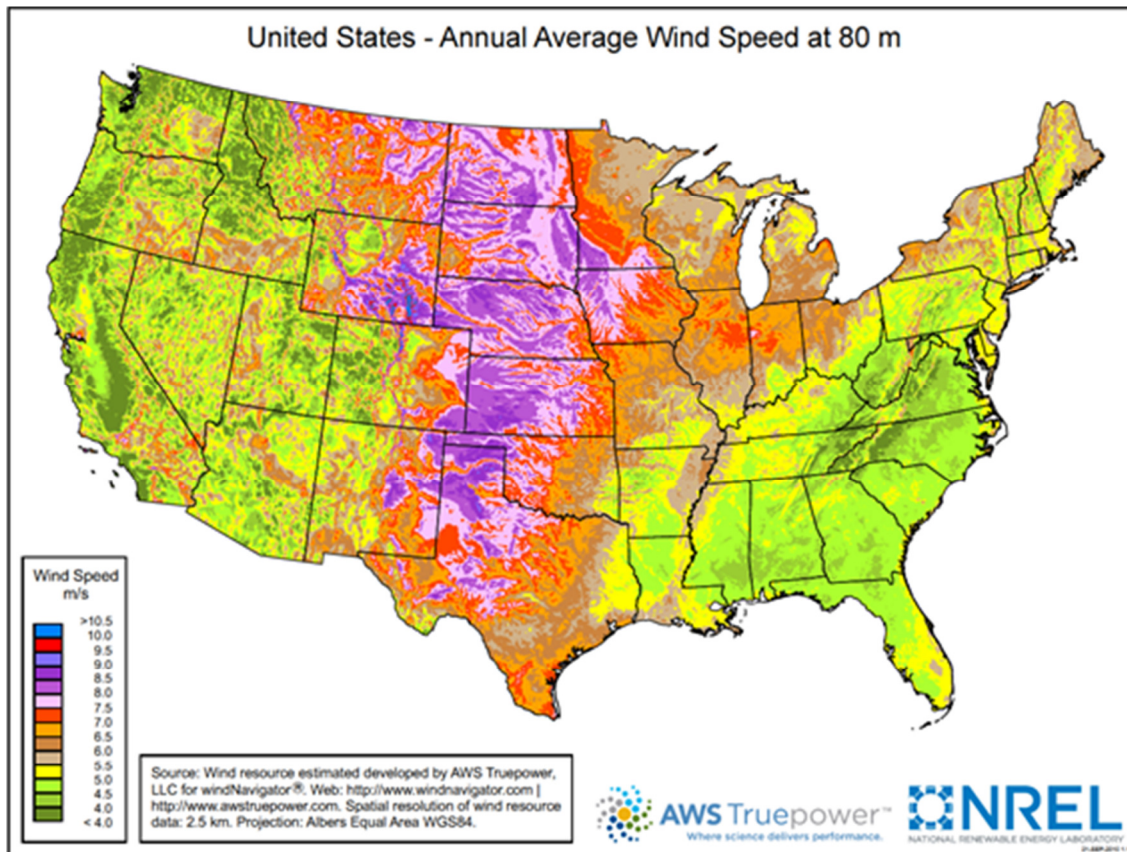 United States - Annual Average Wind Speed at 80 m
Wind Speed
m/s
>10.5
10.0
9.5
9.0
8.5
8.0
7.5
7.0
6.5
6.0
5.5
5.0
4.5
4.0
< 4.0
Source: Wind resource estimated developed by AWS Truepower,
LLC for windNavigator®. Web: http://www.windnavigator.com |
http://www.awstruepower.com. Spatial resolution of wind resource
data: 2.5 km. Projection: Albers Equal Area WGS84.
AWS Truepower™
Where science delivers performance.
NREL
NATIONAL RENEWABLE ENERGY LABORATORY